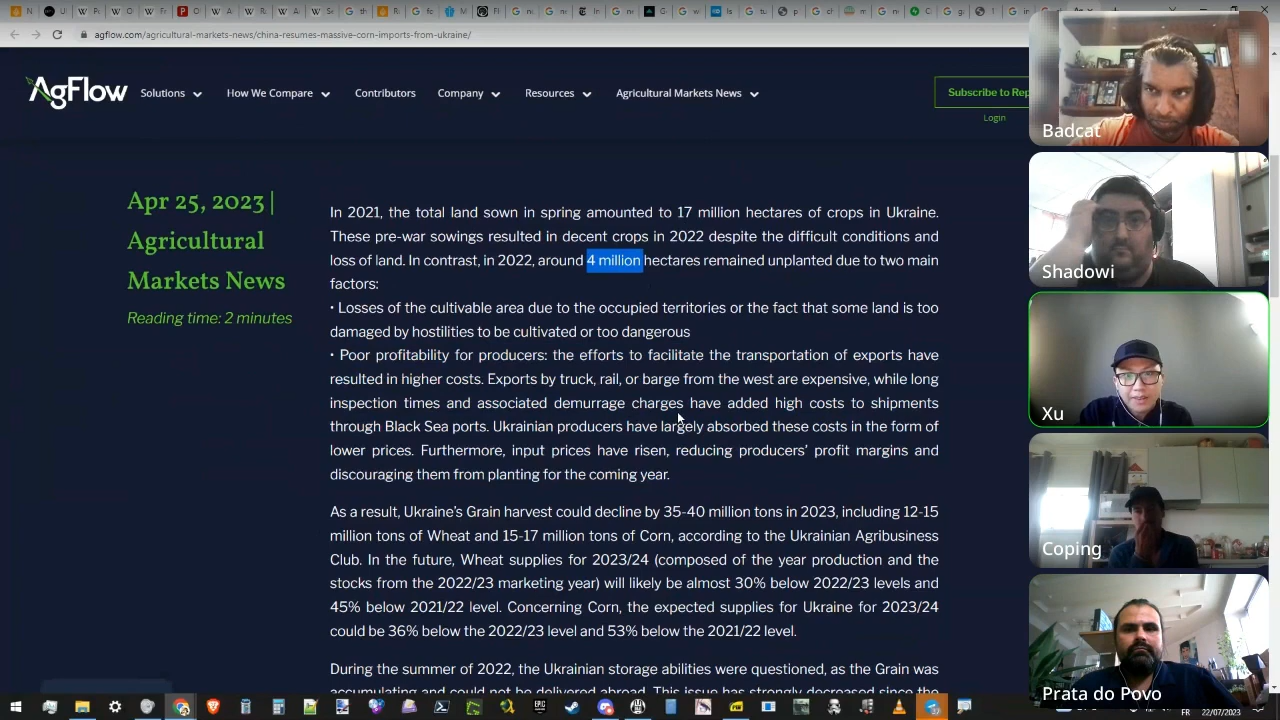 agflow.com/agricultural-markets-news/china-resumes-massive-corn-imports-from-ukraine/
AgFlow
Solutions
How We Compare
Contributors
Company
Resources
Agricultural Markets News
Subscribe to Rep
Login
Apr 25, 2023 |
Agricultural
Markets News
Reading time: 2 minutes
In 2021, the total land sown in spring amounted to 17 million hectares of crops in Ukraine.
These pre-war sowings resulted in decent crops in 2022 despite the difficult conditions and
loss of land. In contrast, in 2022, around 4 million hectares remained unplanted due to two main
factors:
• Losses of the cultivable area due to the occupied territories or the fact that some land is too
damaged by hostilities to be cultivated or too dangerous
• Poor profitability for producers: the efforts to facilitate the transportation of exports have
resulted in higher costs. Exports by truck, rail, or barge from the west are expensive, while long
inspection times and associated demurrage charges have added high costs to shipments
through Black Sea ports. Ukrainian producers have largely absorbed these costs in the form of
lower prices. Furthermore, input prices have risen, reducing producers' profit margins and
discouraging them from planting for the coming year.
As a result, Ukraine's Grain harvest could decline by 35-40 million tons in 2023, including 12-15
million tons of Wheat and 15-17 million tons of Corn, according to the Ukrainian Agribusiness
Club. In the future, Wheat supplies for 2023/24 (composed of the year production and the
stocks from the 2022/23 marketing year) will likely be almost 30% below 2022/23 levels and
45% below 2021/22 level. Concerning Corn, the expected supplies for Ukraine for 2023/24
could be 36% below the 2022/23 level and 53% below the 2021/22 level.
During the summer of 2022, the Ukrainian storage abilities were questioned, as the Grain was
accumulating and could not be delivered abroad. This issue has strongly decreased since the
Badcat
Shadowi
Xu
Coping
Prata do Povo
FR
22/07/2023